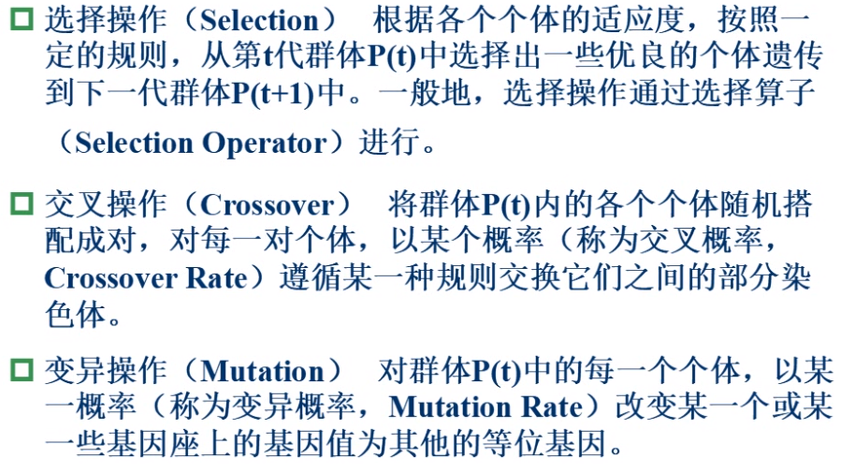 选择操作（Selection） 根据各个个体的适应度，按照一
定的规则，从第t代群体P(t)中选择出一些优良的个体遗传
到下一代群体P(t+1)中。一般地，选择操作通过选择算子
（Selection Operator）进行。
交叉操作（Crossover） 将群体P(t)内的各个个体随机搭
配成对，对每一对个体，以某个概率（称为交叉概率，
Crossover Rate）遵循某一种规则交换它们之间的部分染
色体。
变异操作（Mutation） 对群体P(t)中的每一个个体，以某
一概率（称为变异概率，Mutation Rate）改变某一个或某
一些基因座上的基因值为其他的等位基因。